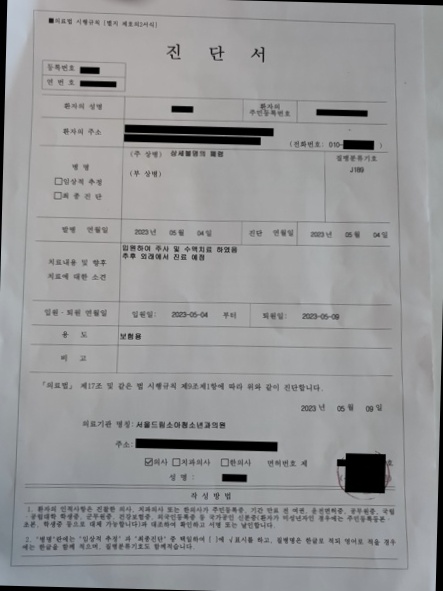 ■의료법 시행규칙 [별지 제5호의2서식]
진 단 서
등록번호
연 번 호
환자의 성명
환자의 주민등록번호
환자의 주소
(전화번호: 010-
병 명
□임상적 추정
□최 종 진 단
(주 상병) 상세불명의 폐렴
(부 상병)
질병분류기호
J189
발병 연월일 2023 년 05 월 04 일 진단 연월일 2023 년 05 월 04 일
치료내용 및 향후 치료에 대한 소견
입원하여 주사 및 수액치료 하였음
추후 외래에서 진료 예정
입원·퇴원 연월일 입원일: 2023-05-04 부터 퇴원일: 2023-05-09
용 도 보험용
비 고
「의료법」 제17조 및 같은 법 시행규칙 제9조제1항에 따라 위와 같이 진단합니다.
2023 년 05 월 09 일
의료기관 명칭: 서울드림소아청소년과의원
주소:
☑의사 □치과의사 □한의사 면허번호 제 호
성 명 :
작 성 방 법
1. 환자의 인적사항은 진찰한 의사, 치과의사 또는 한의사가 주민등록증, 기간 만료 전 여권, 운전면허증, 공무원증, 국립
·공립대학 학생증, 군무원증, 건강보험증, 외국인등록증 등 국가공인 신분증(환자가 미성년자인 경우에는 주민등록등본·
초본, 학생증 등으로 대체 가능합니다)과 대조하여 확인하고 서명 또는 날인합니다.
2. "병명"란에는 "임상적 추정" 과 "최종진단" 중 택일하여 [ ]에 √표시를 하고, 질병명은 한글로 적되 영어로 적을 경우
에는 한글을 함께 적으며, 질병분류기호도 함께적습니다.